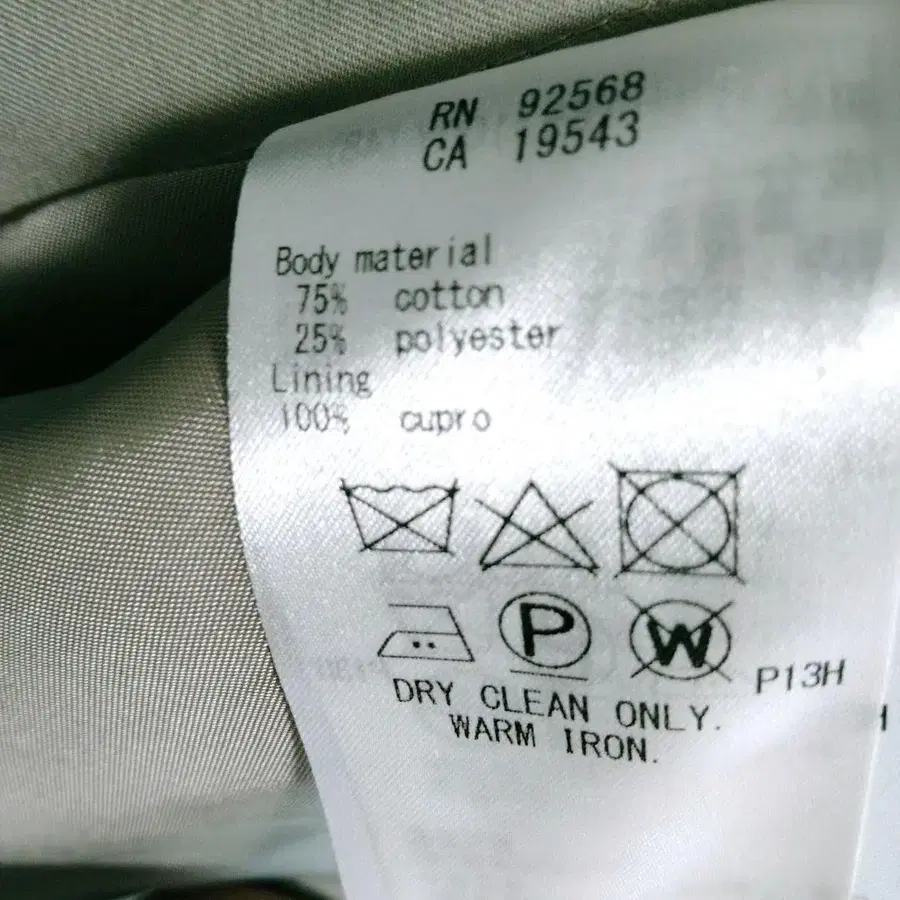 RN 92568
CA 19543
Body material
75% cotton
25% polyester
Lining
100% cupro
P
W
P13H
DRY CLEAN ONLY.
WARM IRON.